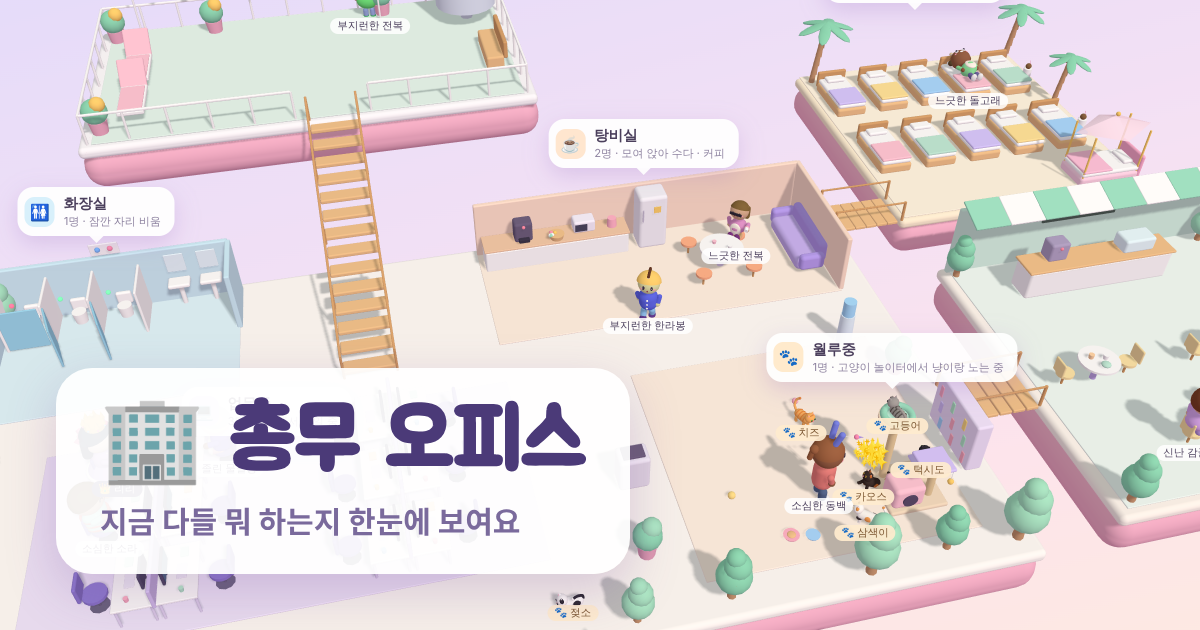 부지런한 전복
느긋한 돌고래
탕비실
2명 · 모여 앉아 수다 · 커피
화장실
1명 · 잠깐 자리 비움
느긋한 전복
부지런한 한라봉
월루중
1명 · 고양이 놀이터에서 냥이랑 노는 중
치즈
고등어
신난 감
턱시도
카오스
소심한 동백
삼색이
젖소
총무 오피스
지금 다들 뭐 하는지 한눈에 보여요